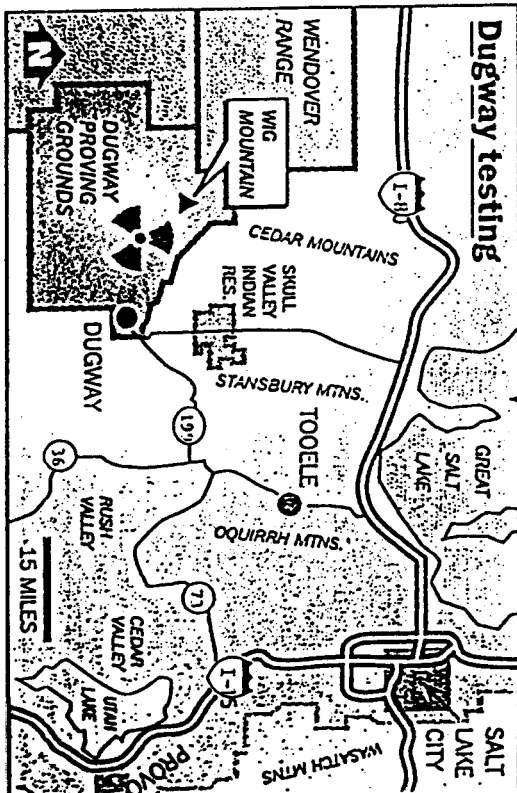 Dugway testing
I-80
GREAT
SALT
LAKE
SALT
LAKE
CITY
WENDOVER
RANGE
CEDAR MOUNTAINS
WIG
MOUNTAIN
SKULL
VALLEY
INDIAN
RES.
STANSBURY MTNS.
TOOELE
OQUIRRH MTNS.
WASATCH MTNS
DUGWAY
PROVING
GROUNDS
DUGWAY
199
36
RUSH
VALLEY
73
CEDAR
VALLEY
I-15
UTAH
LAKE
PROVO
N
15 MILES